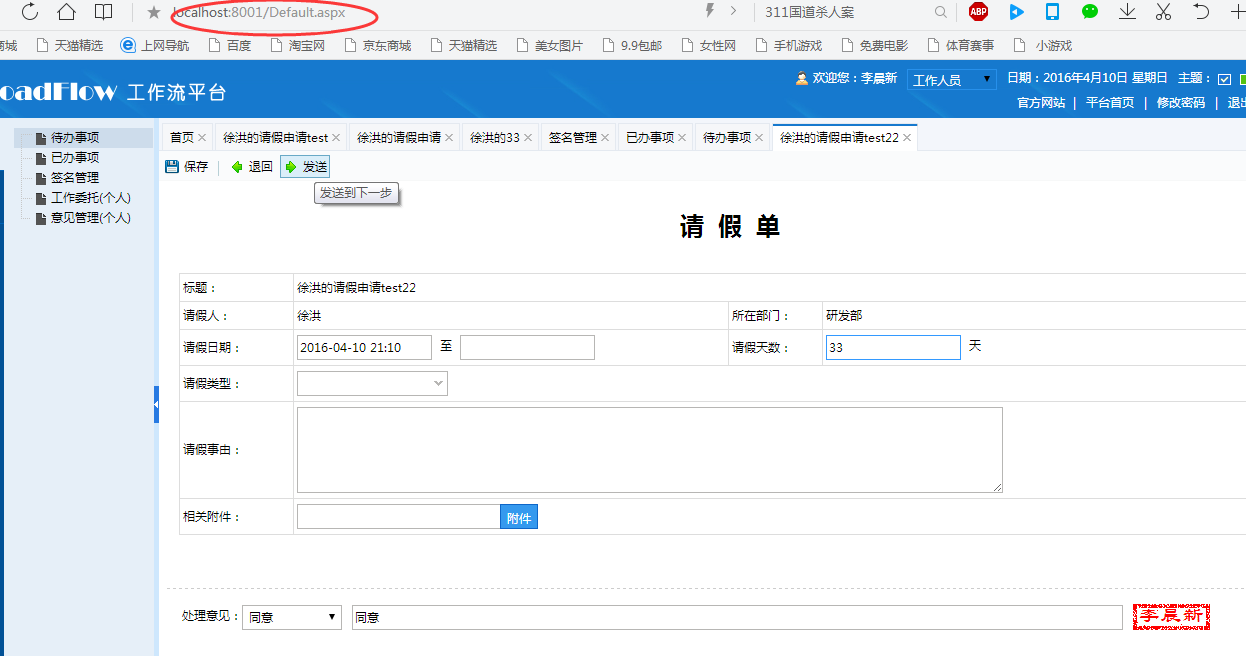 localhost:8001/Default.aspx 311国道杀人案 ABP
商城 天猫精选 上网导航 百度 淘宝网 京东商城 天猫精选 美女图片 9.9包邮 女性网 手机游戏 免费电影 体育赛事 小游戏
oadFlow 工作流平台 欢迎您：李晨新 工作人员 日期：2016年4月10日 星期日 主题：
官方网站 | 平台首页 | 修改密码 | 退出
待办事项
已办事项
签名管理
工作委托(个人)
意见管理(个人)
首页 徐洪的请假申请test 徐洪的请假申请 徐洪的33 签名管理 已办事项 待办事项 徐洪的请假申请test22
保存 退回 发送
发送到下一步
请 假 单
标题： 徐洪的请假申请test22
请假人： 徐洪 所在部门： 研发部
请假日期： 2016-04-10 21:10 至 请假天数： 33 天
请假类型：
请假事由：
相关附件： 附件
处理意见： 同意 同意 李晨新